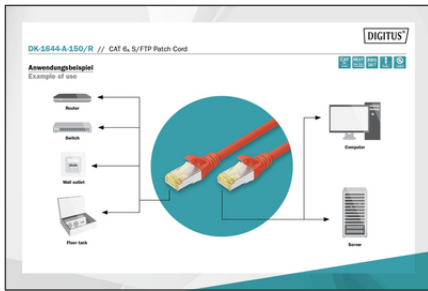 DIGITUS®
DK-1644-A-150/R // CAT 6A S/FTP Patch Cord
Anwendungsbeispiel
Example of use
Router
Switch
Wall outlet
Floor tank
Computer
Server